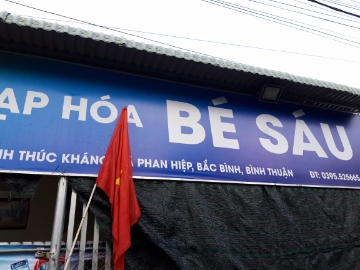 ẠP HÓA BÉ SÁU
NH THÚC KHÁNG PHAN HIỆP, BẮC BÌNH, BÌNH THUẬN ĐT: 0395.525665